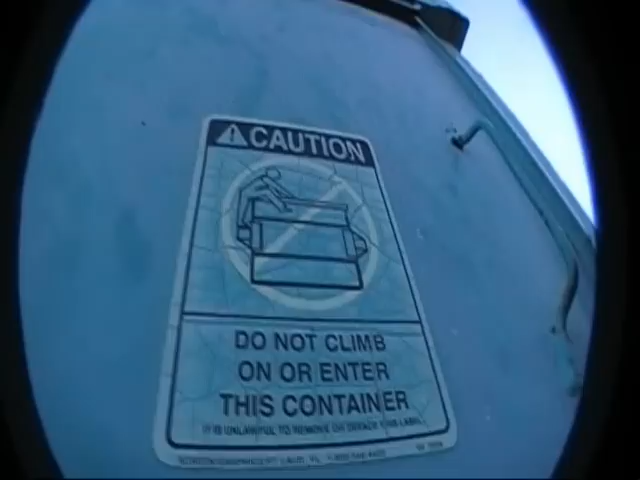 CAUTION
DO NOT CLIMB
ON OR ENTER
THIS CONTAINER
IT IS UNLAWFUL TO REMOVE OR DEFACE THIS LABEL